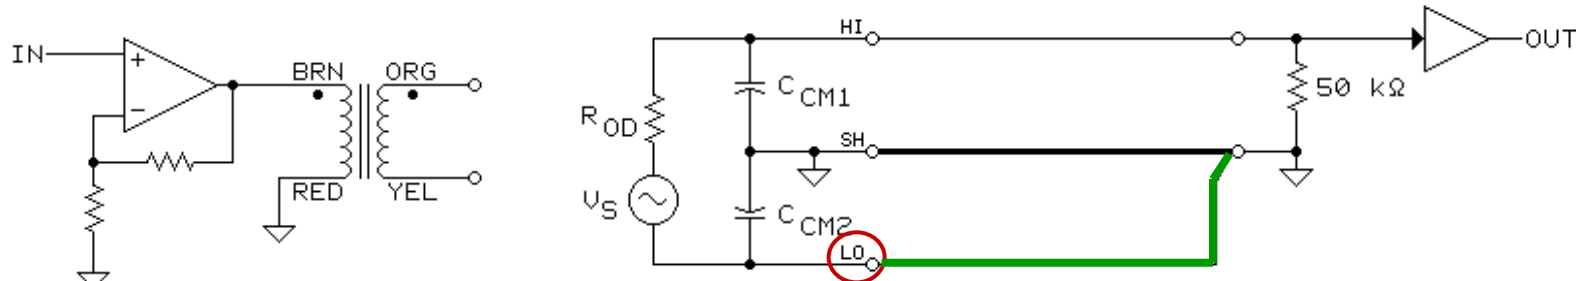 IN
+
−
BRN
ORG
RED
YEL
R OD
V S
C CM1
C CM2
HI
SH
LO
50 kΩ
OUT